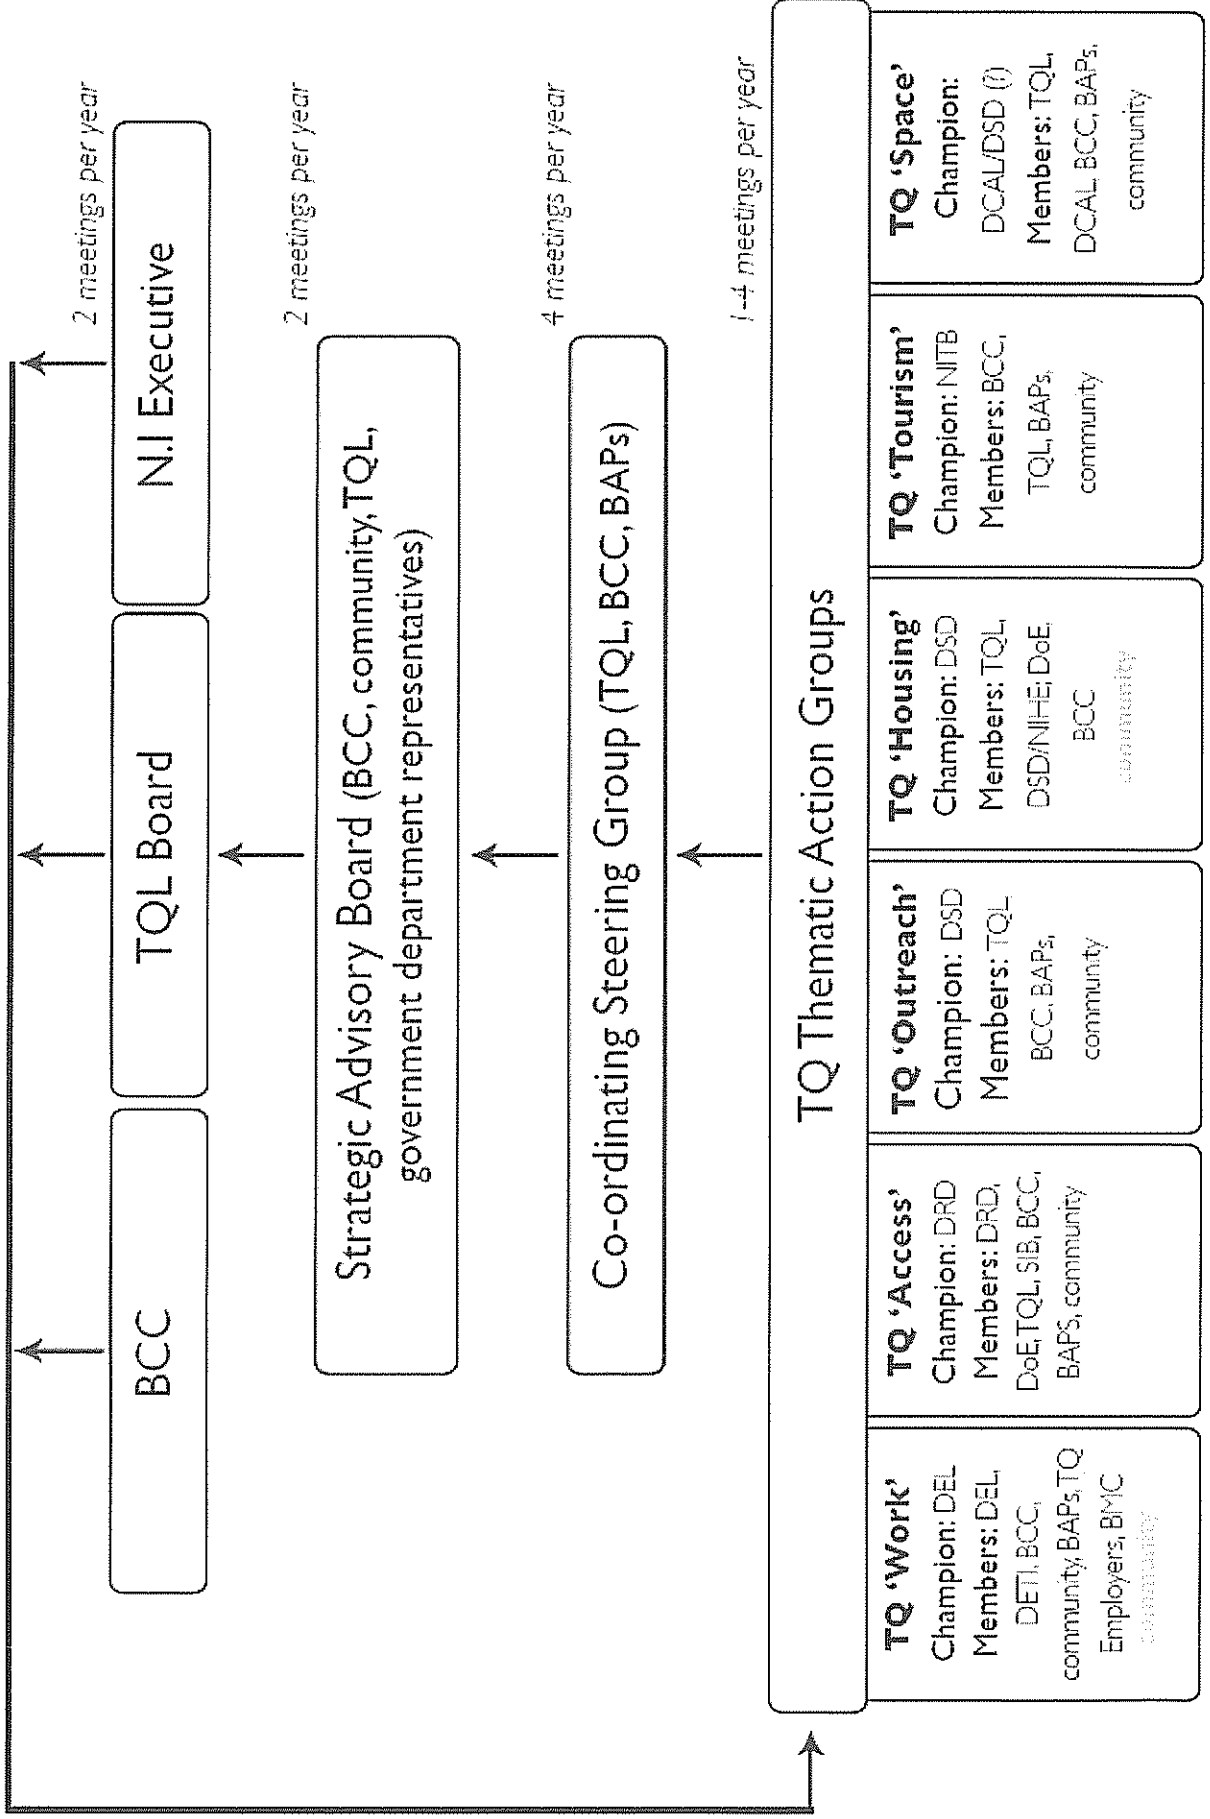 2 meetings per year
BCC
TQL Board
N.I Executive
2 meetings per year
Strategic Advisory Board (BCC, community, TQL,
government department representatives)
4 meetings per year
Co-ordinating Steering Group (TQL, BCC, BAPs)
1-4 meetings per year
TQ Thematic Action Groups
TQ ‘Work’
Champion: DEL
Members: DEL,
DETI, BCC,
community, BAPs, TQ
Employers, BMC
community
TQ ‘Access’
Champion: DRD
Members: DRD,
DoE, TQL, SIB, BCC,
BAPS, community
TQ ‘Outreach’
Champion: DSD
Members: TQL
BCC, BAPs,
community
TQ ‘Housing’
Champion: DSD
Members: TQL,
DSD/NIHE; DoE,
BCC
community
TQ ‘Tourism’
Champion: NITB
Members: BCC,
TQL, BAPs,
community
TQ ‘Space’
Champion:
DCAL/DSD (?)
Members: TQL,
DCAL, BCC, BAPs,
community